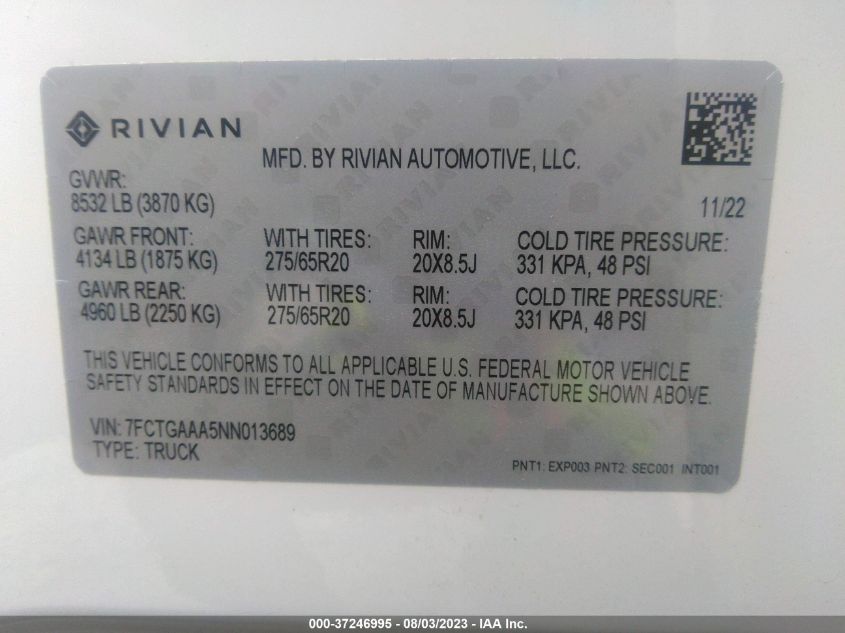 RIVIAN
MFD. BY RIVIAN AUTOMOTIVE, LLC.
GVWR:
8532 LB (3870 KG) 11/22
GAWR FRONT: WITH TIRES: RIM: COLD TIRE PRESSURE:
4134 LB (1875 KG) 275/65R20 20X8.5J 331 KPA, 48 PSI
GAWR REAR: WITH TIRES: RIM: COLD TIRE PRESSURE:
4960 LB (2250 KG) 275/65R20 20X8.5J 331 KPA, 48 PSI
THIS VEHICLE CONFORMS TO ALL APPLICABLE U.S. FEDERAL MOTOR VEHICLE
SAFETY STANDARDS IN EFFECT ON THE DATE OF MANUFACTURE SHOWN ABOVE.
VIN: 7FCTGAAA5NN013689
TYPE: TRUCK
PNT1: EXP003 PNT2: SEC001 INT001
000-37246995 - 08/03/2023 - IAA Inc.